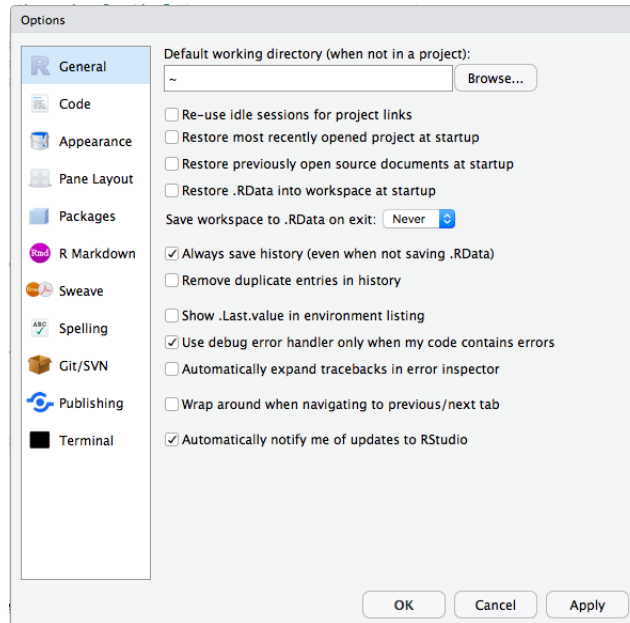 Options
General
Code
Appearance
Pane Layout
Packages
R Markdown
Sweave
Spelling
Git/SVN
Publishing
Terminal
Default working directory (when not in a project):
~
Browse...
Re-use idle sessions for project links
Restore most recently opened project at startup
Restore previously open source documents at startup
Restore .RData into workspace at startup
Save workspace to .RData on exit: Never
Always save history (even when not saving .RData)
Remove duplicate entries in history
Show .Last.value in environment listing
Use debug error handler only when my code contains errors
Automatically expand tracebacks in error inspector
Wrap around when navigating to previous/next tab
Automatically notify me of updates to RStudio
OK
Cancel
Apply